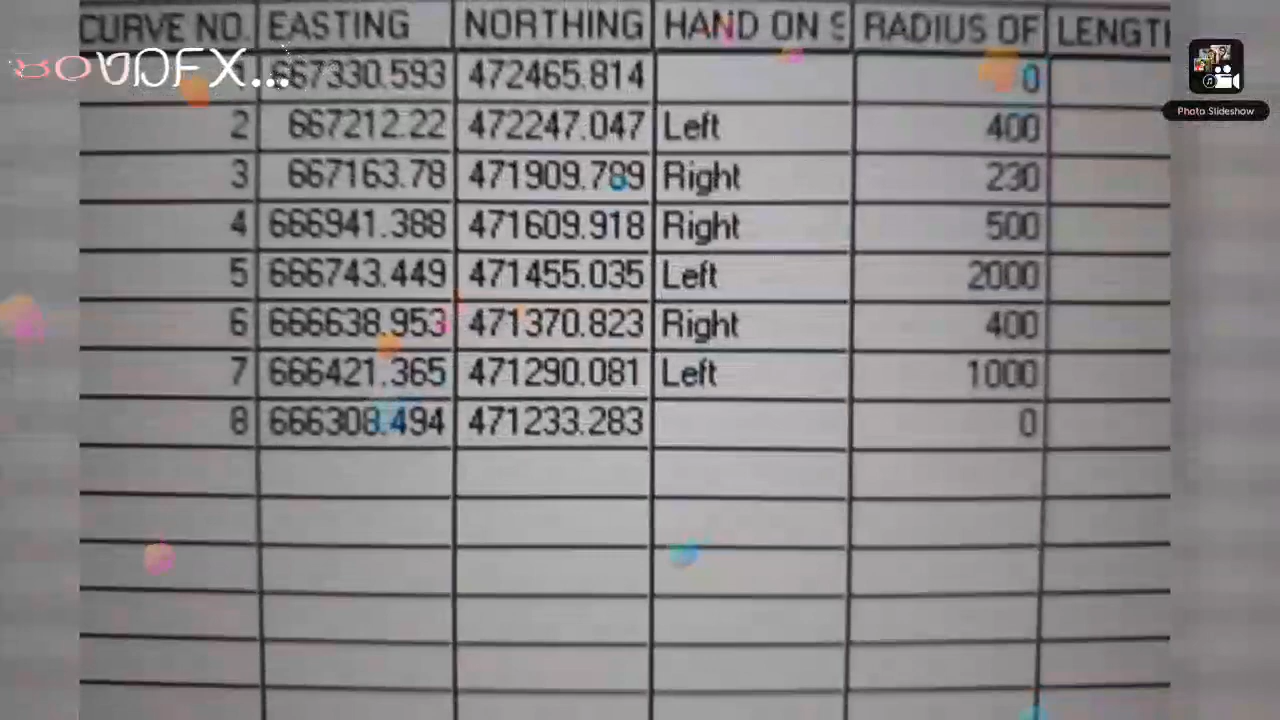 CURVE NO. EASTING NORTHING HAND ON RADIUS OF LENGTH
667330.593 472465.814 0
2 667212.22 472247.047 Left 400
3 667163.78 471909.789 Right 230
4 666941.388 471609.918 Right 500
5 666743.449 471455.035 Left 2000
6 666638.953 471370.823 Right 400
7 666421.365 471290.081 Left 1000
8 666308.494 471233.283 0
Photo Slideshow